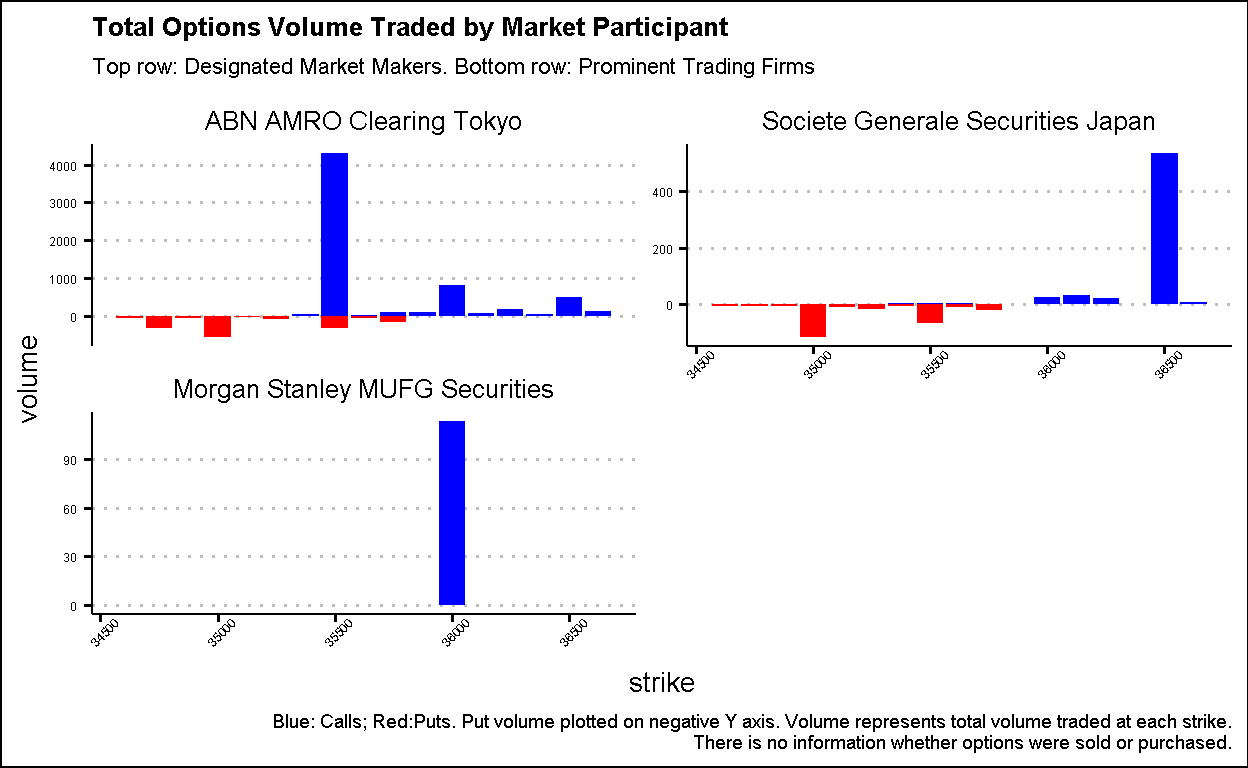 Total Options Volume Traded by Market Participant
Top row: Designated Market Makers. Bottom row: Prominent Trading Firms
ABN AMRO Clearing Tokyo
4000
3000
2000
1000
0
Societe Generale Securities Japan
400
200
0
34500
35000
35500
36000
36500
volume
Morgan Stanley MUFG Securities
90
60
30
0
34500
35000
35500
36000
36500
strike
Blue: Calls; Red:Puts. Put volume plotted on negative Y axis. Volume represents total volume traded at each strike.
There is no information whether options were sold or purchased.